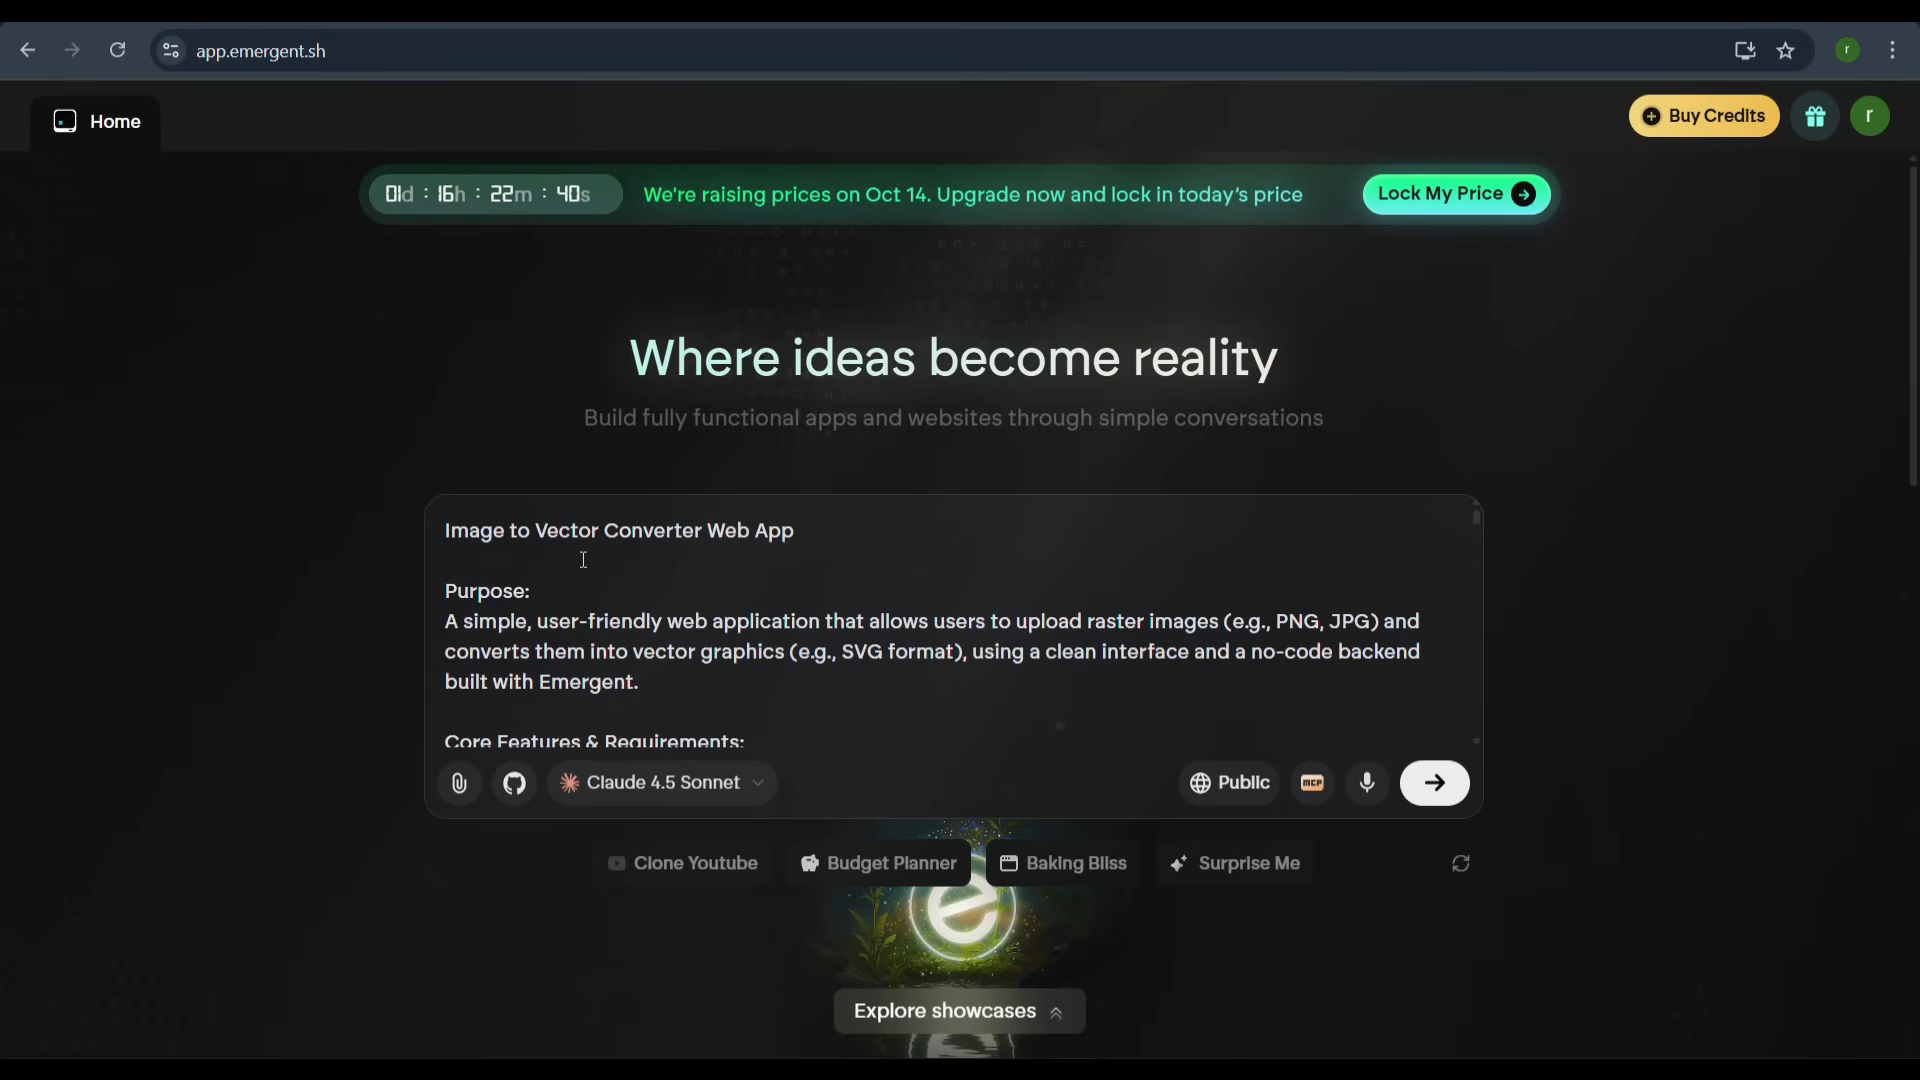 app.emergent.sh
r
Home
Buy Credits
r
01d : 16h : 22m : 40s
We're raising prices on Oct 14. Upgrade now and lock in today's price
Lock My Price
Where ideas become reality
Build fully functional apps and websites through simple conversations
Image to Vector Converter Web App
Purpose:
A simple, user-friendly web application that allows users to upload raster images (e.g., PNG, JPG) and
converts them into vector graphics (e.g., SVG format), using a clean interface and a no-code backend
built with Emergent.
Core Features & Requirements:
Claude 4.5 Sonnet
Public
MCP
Clone Youtube
Budget Planner
Baking Bliss
Surprise Me
e
Explore showcases